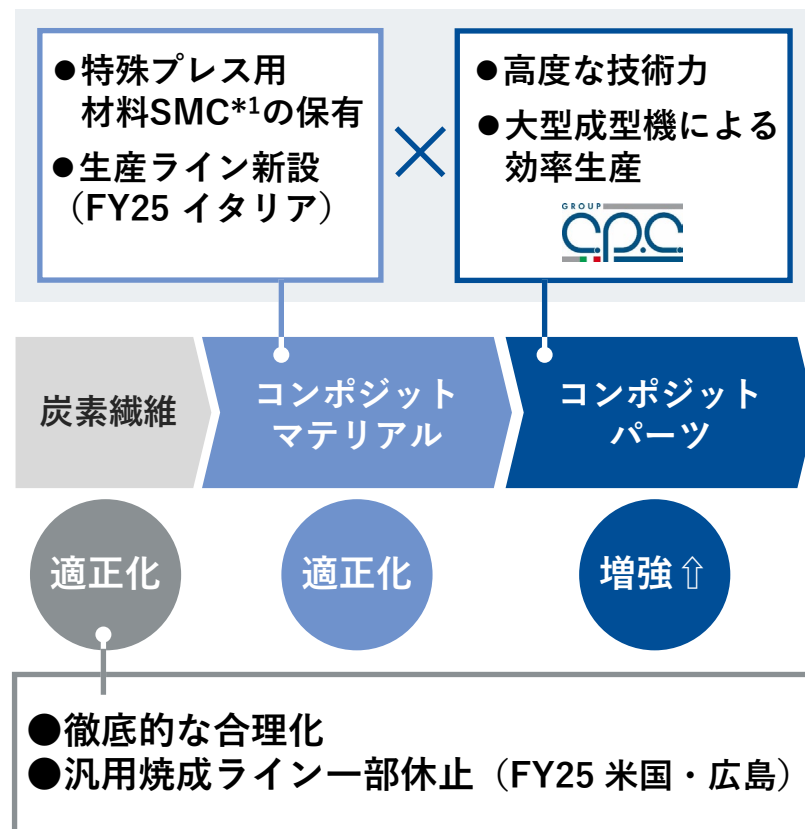 ●特殊プレス用
材料SMC*1の保有
●生産ライン新設
（FY25 イタリア）
×
●高度な技術力
●大型成型機による
効率生産
GROUP
c.p.c.
炭素繊維
コンポジット
マテリアル
コンポジット
パーツ
適正化
適正化
増強⇧
●徹底的な合理化
●汎用焼成ライン一部休止（FY25 米国・広島）